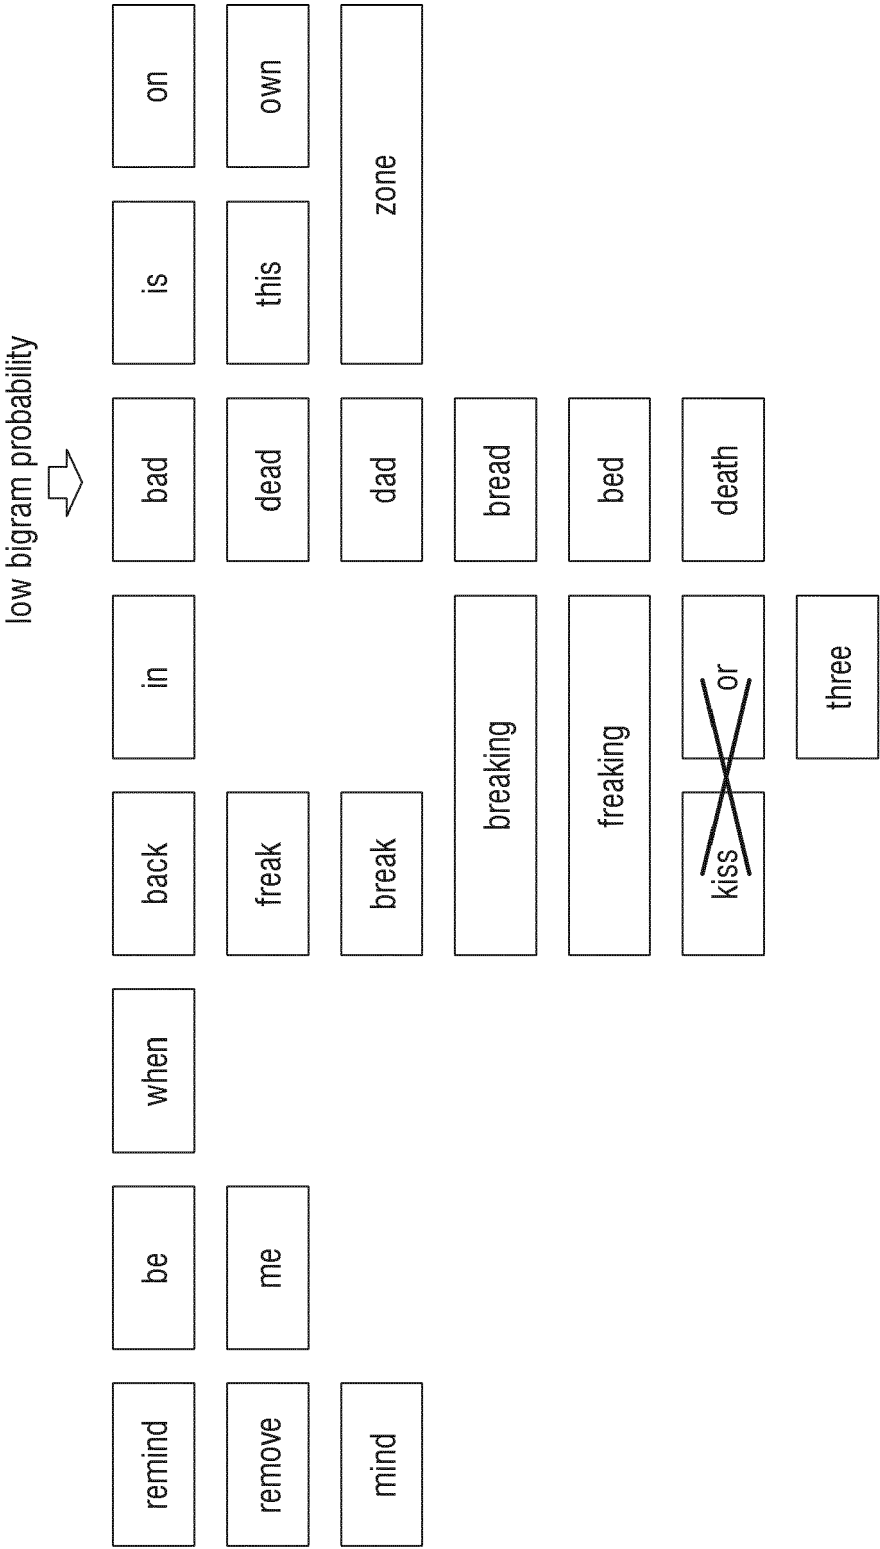 low bigram probability
remind be when back in bad is on
remove me freak dead this own
mind break dad zone
breaking bread
freaking bed
kiss or death
three